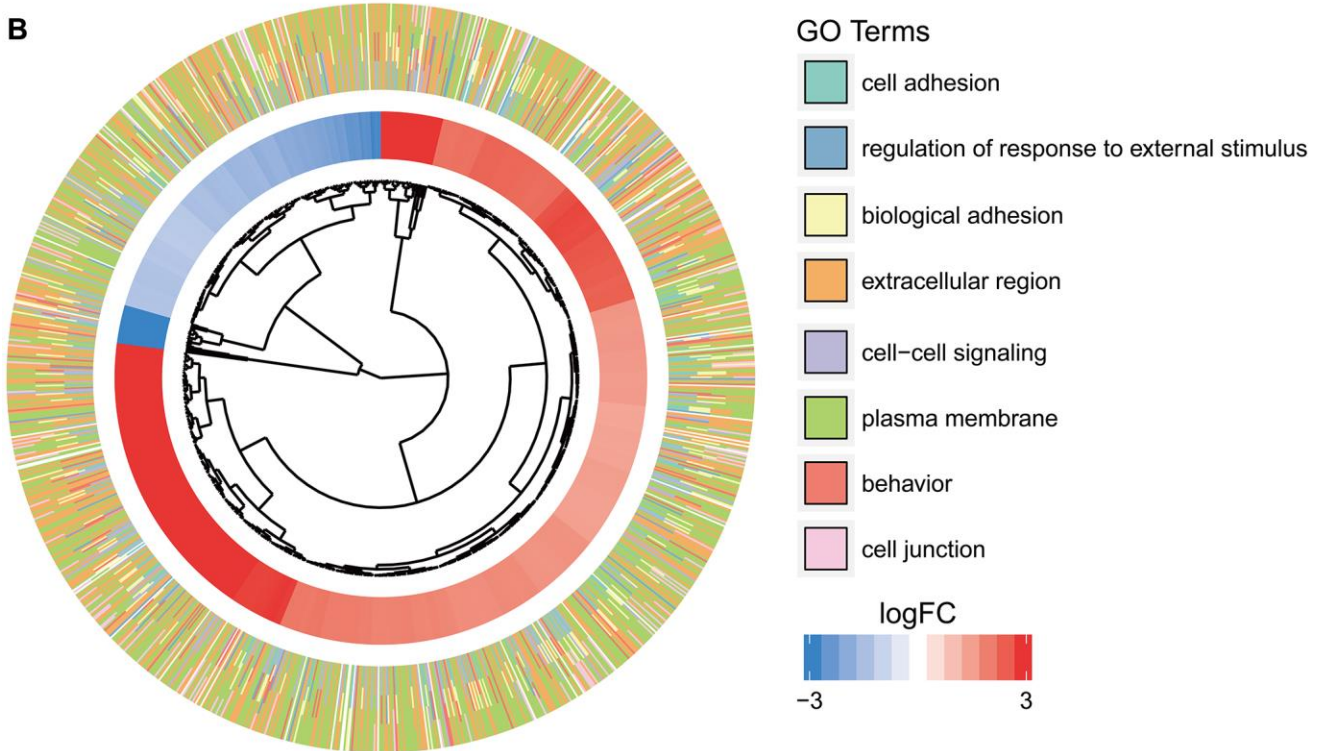 B
GO Terms
cell adhesion
regulation of response to external stimulus
biological adhesion
extracellular region
cell−cell signaling
plasma membrane
behavior
cell junction
logFC
−3 3